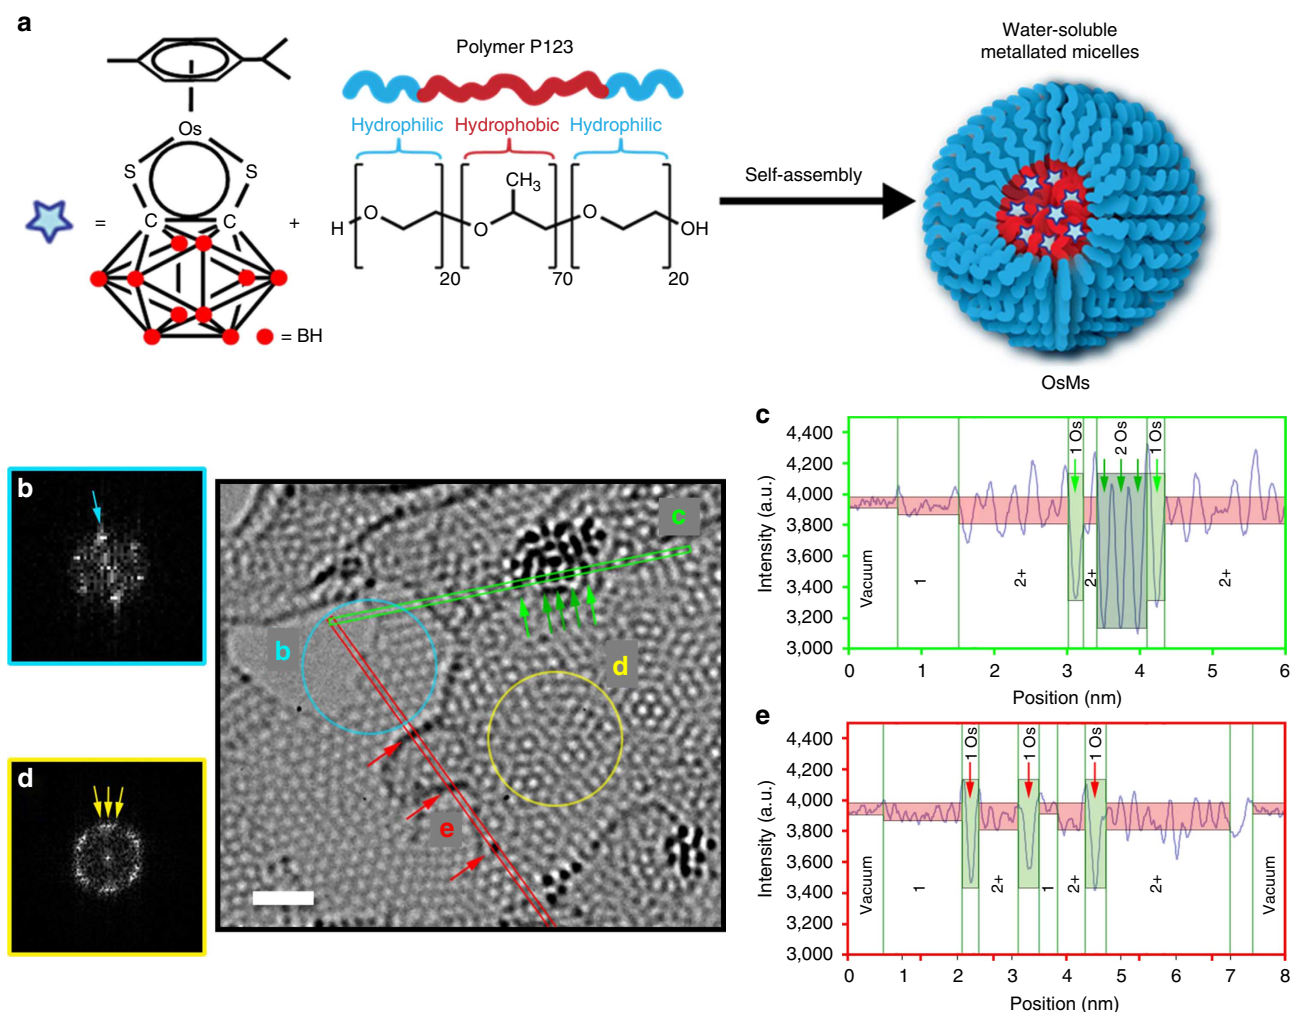 a
Polymer P123
Water-soluble
metallated micelles
Os
S
S
C
C
=
+
= BH
Hydrophilic
Hydrophobic
Hydrophilic
CH3
H
O
O
O
OH
20
70
20
Self-assembly
OsMs
b
d
b
c
d
e
c
Intensity (a.u.)
4,400
4,200
4,000
3,800
3,600
3,400
3,200
3,000
Vacuum
1
2+
1 Os
2+
2 Os
1 Os
2+
0
1
2
3
4
5
6
Position (nm)
e
Intensity (a.u.)
4,400
4,200
4,000
3,800
3,600
3,400
3,200
3,000
Vacuum
1
1 Os
2+
1 Os
1
2+
1 Os
2+
Vacuum
0
1
2
3
4
5
6
7
8
Position (nm)